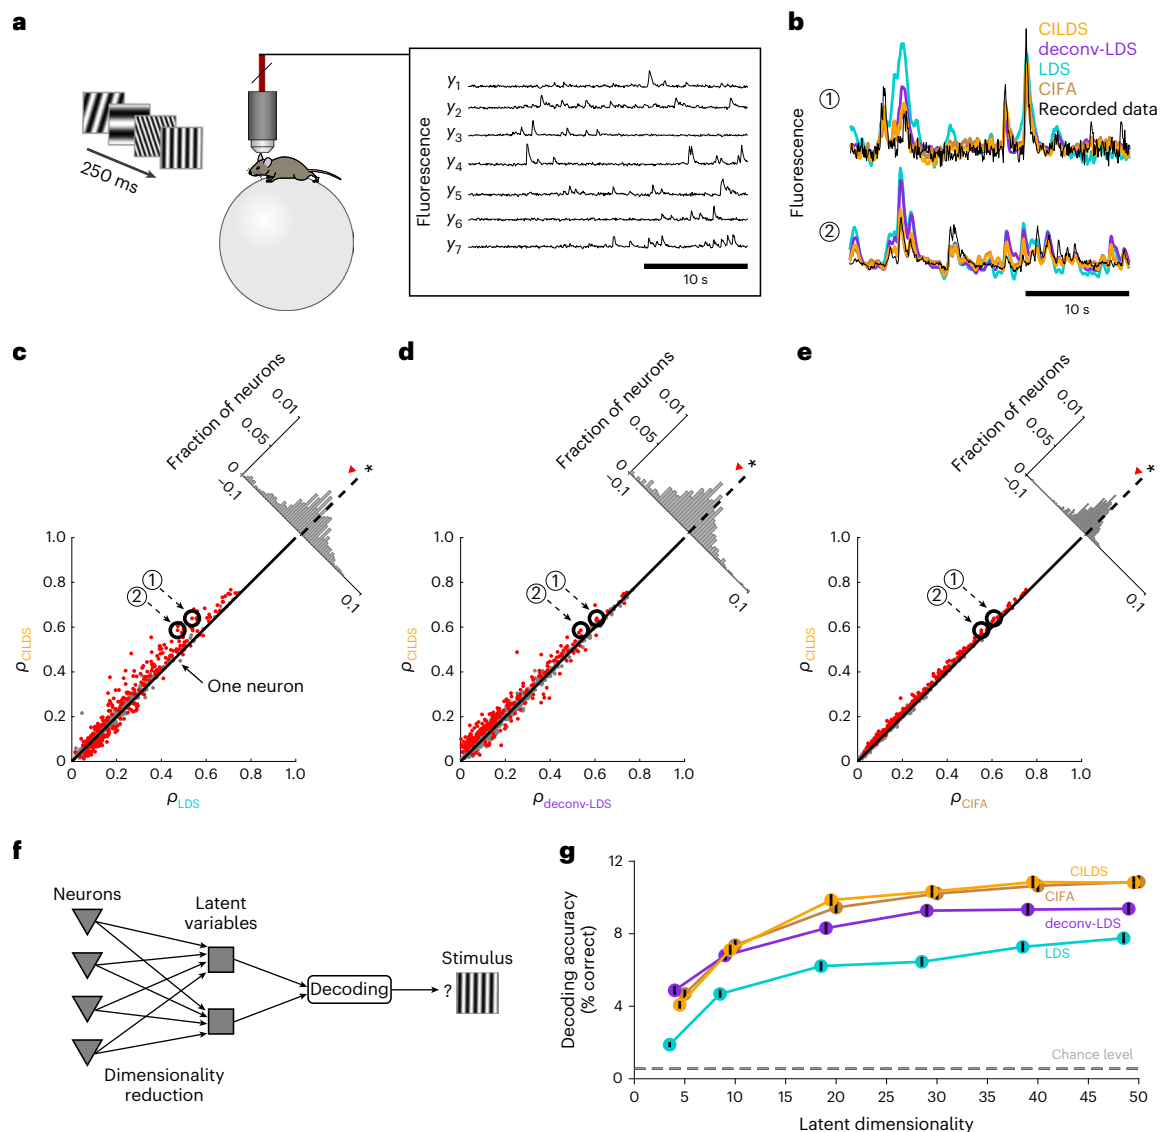 a
250 ms
Fluorescence
y1
y2
y3
y4
y5
y6
y7
10 s
b
CILDS
deconv-LDS
LDS
CIFA
Recorded data
Fluorescence
1
2
10 s
c
Fraction of neurons
0.01
0.05
0
–0.1
0.1
*
1.0
0.8
0.6
0.4
0.2
0
0
0.2
0.4
0.6
0.8
1.0
1
2
One neuron
ρCILDS
ρLDS
d
Fraction of neurons
0.01
0.05
0
–0.1
0.1
*
1.0
0.8
0.6
0.4
0.2
0
0
0.2
0.4
0.6
0.8
1.0
1
2
ρCILDS
ρdeconv-LDS
e
Fraction of neurons
0.01
0.05
0
–0.1
0.1
*
1.0
0.8
0.6
0.4
0.2
0
0
0.2
0.4
0.6
0.8
1.0
1
2
ρCILDS
ρCIFA
f
Neurons
Latent
variables
Decoding
Stimulus
?
Dimensionality
reduction
g
Decoding accuracy
(% correct)
12
8
4
0
CILDS
CIFA
deconv-LDS
LDS
Chance level
0
5
10
15
20
25
30
35
40
45
50
Latent dimensionality